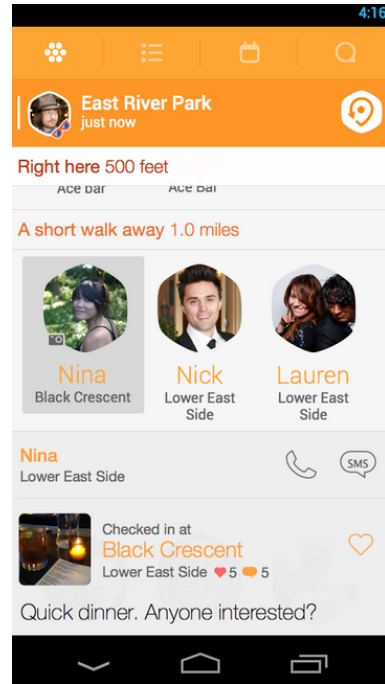 4:16
East River Park
just now
Right here 500 feet
Ace bar Ace Bar
A short walk away 1.0 miles
Nina Nick Lauren
Black Crescent Lower East Lower East
Side Side
Nina
Lower East Side
SMS
Checked in at
Black Crescent
Lower East Side 5 5
Quick dinner. Anyone interested?